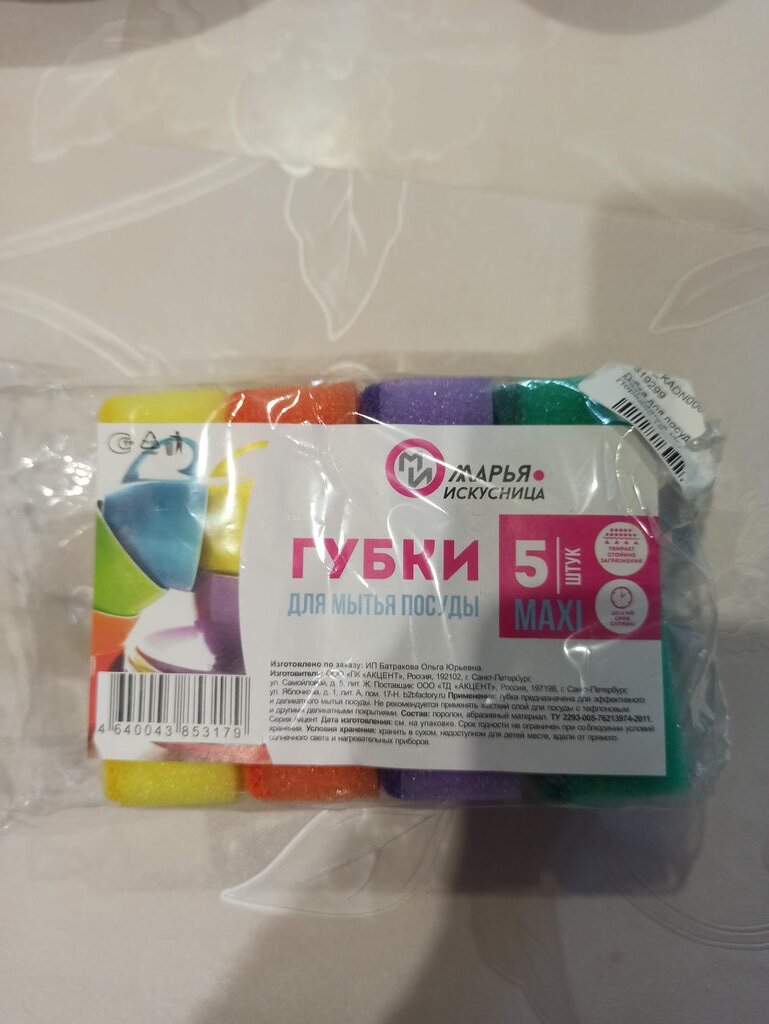 МИ МАРЬЯ
ИСКУСНИЦА
ГУБКИ
ДЛЯ МЫТЬЯ ПОСУДЫ
5 ШТУК
MAXI
УБИРАЕТ
СТОЙКИЕ
ЗАГРЯЗНЕНИЯ
ДОЛГИЙ
СРОК
СЛУЖБЫ
Изготовлено по заказу: ИП Батракова Ольга Юрьевна.
Изготовитель: ООО «ПК «АКЦЕНТ», Россия, 192102, г. Санкт-Петербург,
ул. Самойловой, д. 5, лит. Ж. Поставщик: ООО «ТД «АКЦЕНТ», Россия, 197198, г. Санкт-Петербург,
ул. Яблочкова, д. 1, лит. А, пом. 17-Н, b2bfactory.ru Применение: губка предназначена для эффективного
и деликатного мытья посуды. Не рекомендуется применять жесткий слой для посуды с тефлоновым
и другими деликатными покрытиями. Состав: поролон, абразивный материал. ТУ 2293-005-76213974-2011.
Серия Акцент. Дата изготовления: см. на упаковке. Срок годности не ограничен при соблюдении условий
хранения. Условия хранения: хранить в сухом, недоступном для детей месте, вдали от прямого
солнечного света и нагревательных приборов.
4 640043 853179
319299
для посуды